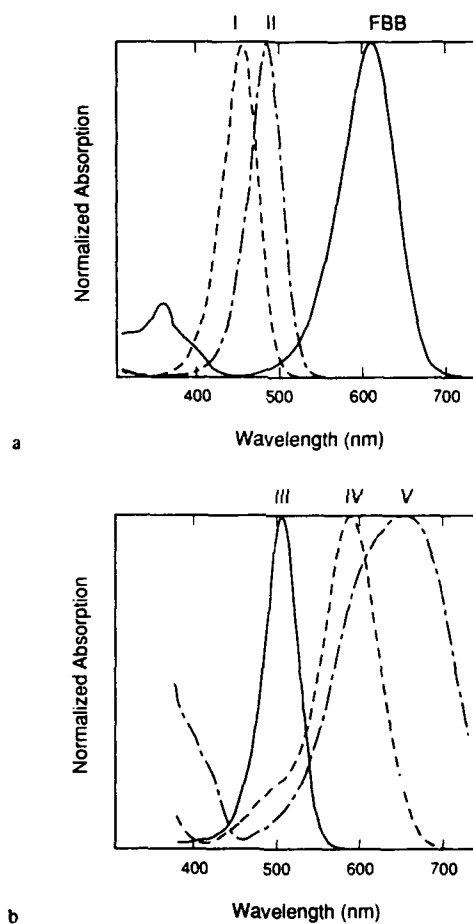 I II FBB
Normalized Absorption
400 500 600 700
Wavelength (nm)
a
III IV V
Normalized Absorption
400 500 600 700
Wavelength (nm)
b